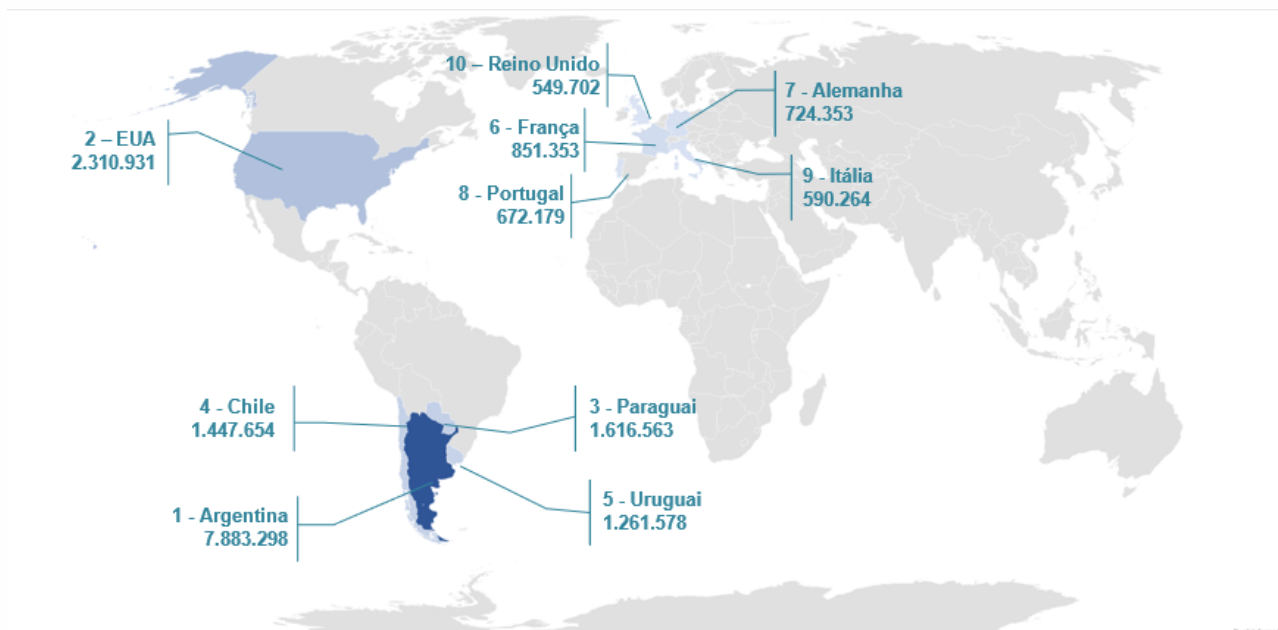 10 – Reino Unido
549.702
7 - Alemanha
724.353
2 – EUA
2.310.931
6 - França
851.353
9 - Itália
590.264
8 - Portugal
672.179
4 - Chile
1.447.654
3 - Paraguai
1.616.563
5 - Uruguai
1.261.578
1 - Argentina
7.883.298